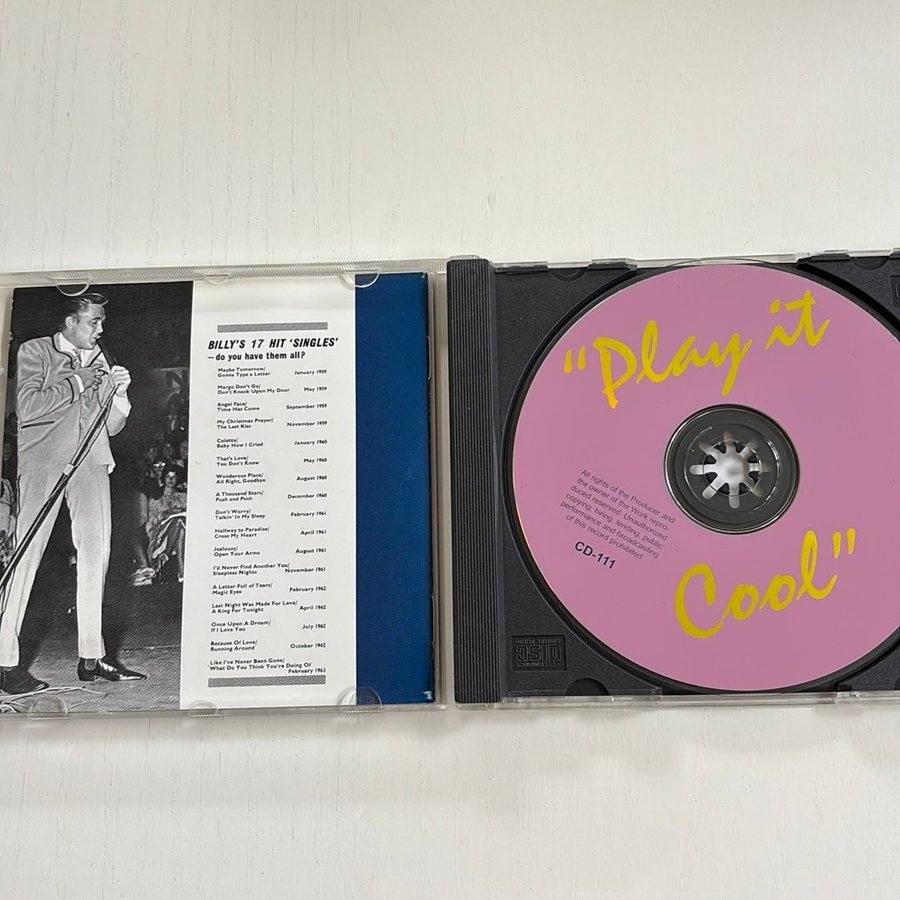 BILLY'S 17 HIT 'SINGLES'
—do you have them all?
Maybe Tomorrow/
Gonna Type a Letter January 1959
Margo Don't Go/
Don't Knock Upon My Door May 1959
Angel Face/
Time Has Come September 1959
My Christmas Prayer/
The Last Kiss November 1959
Colette/
Baby How I Cried January 1960
That's Love/
You Don't Know May 1960
Wonderous Place/
All Right, Goodbye August 1960
A Thousand Stars/
Push and Push December 1960
Don't Worry/
Talkin' In My Sleep February 1961
Hallway to Paradise/
Cross My Heart April 1961
Jealousy/
Open Your Arms August 1961
I'd Never Find Another You/
Sleepless Nights November 1961
A Letter Full of Tears/
Magic Eyes February 1962
Last Night Was Made For Love/
A King For Tonight April 1962
Once Upon a Dream/
If I Love You July 1962
Because Of Love/
Running Around October 1962
Like I've Never Been Gone/
What Do You Think You're Doing Of
February 1963
"Play it
All rights of the Producer and
the owner of the Work repro-
duced reserved. Unauthorized
copying, hiring, lending, public
performance and broadcasting
of this record prohibited
CD-111
Cool"